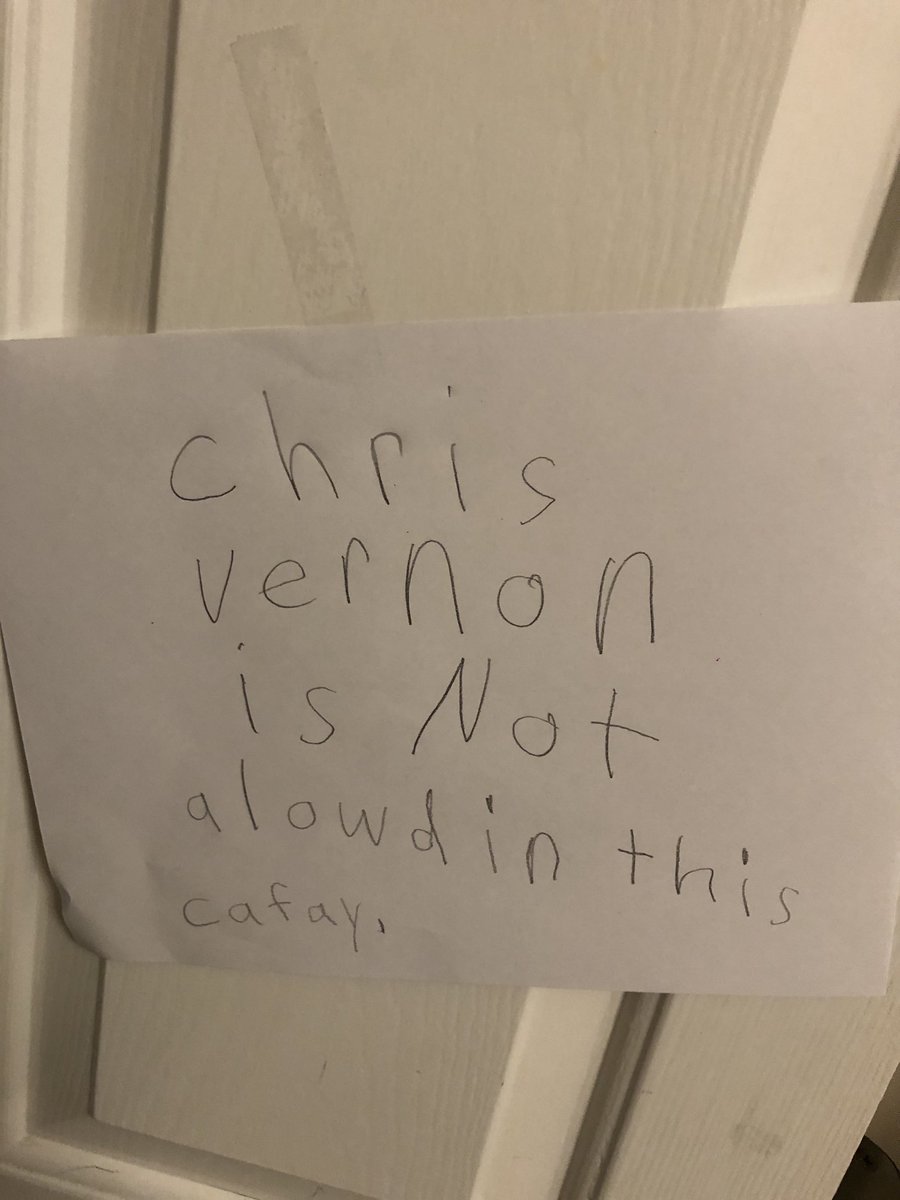 chris
vernon
is Not
alowd in this
cafay.